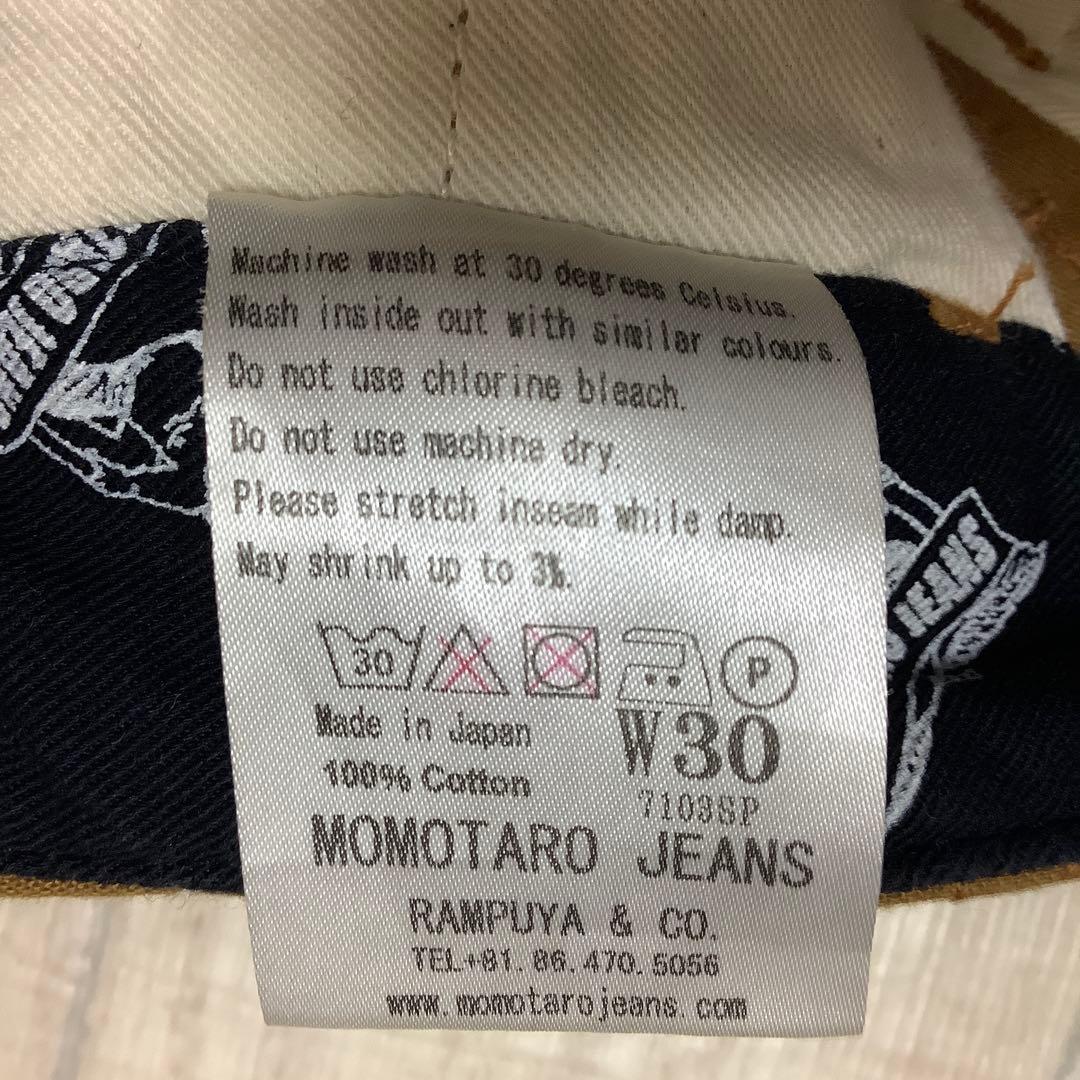 Machine wash at 30 degrees Celsius.
Wash inside out with similar colours.
Do not use chlorine bleach.
Do not use machine dry.
Please stretch inseam while damp.
May shrink up to 3%.
30
P
Made in Japan
W30
100% Cotton
7103SP
MOMOTARO JEANS
RAMPUYA & CO.
TEL+81.86.470.5056
www.momotarojeans.com
JEANS